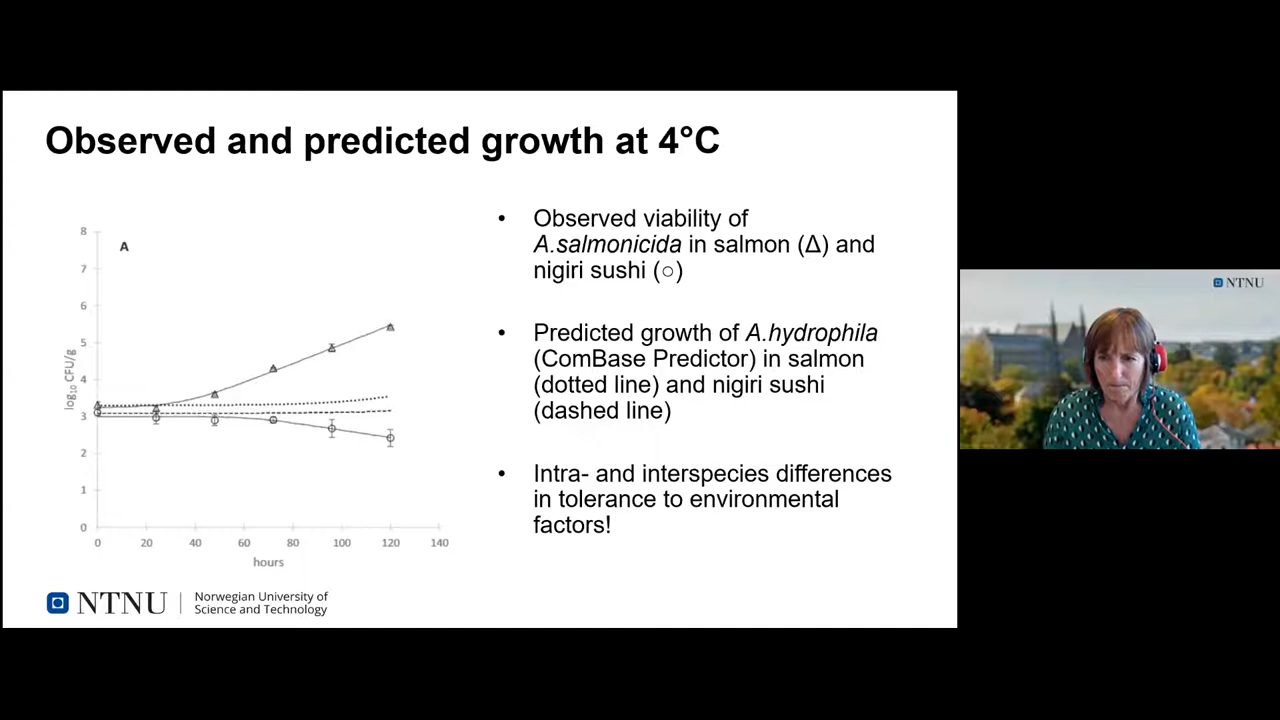 Observed and predicted growth at 4°C
A
8
7
6
5
4
3
2
1
0
log₁₀ CFU/g
0 20 40 60 80 100 120 140
hours
• Observed viability of
A.salmonicida in salmon (Δ) and
nigiri sushi (○)
• Predicted growth of A.hydrophila
(ComBase Predictor) in salmon
(dotted line) and nigiri sushi
(dashed line)
• Intra- and interspecies differences
in tolerance to environmental
factors!
NTNU
Norwegian University of
Science and Technology
NTNU